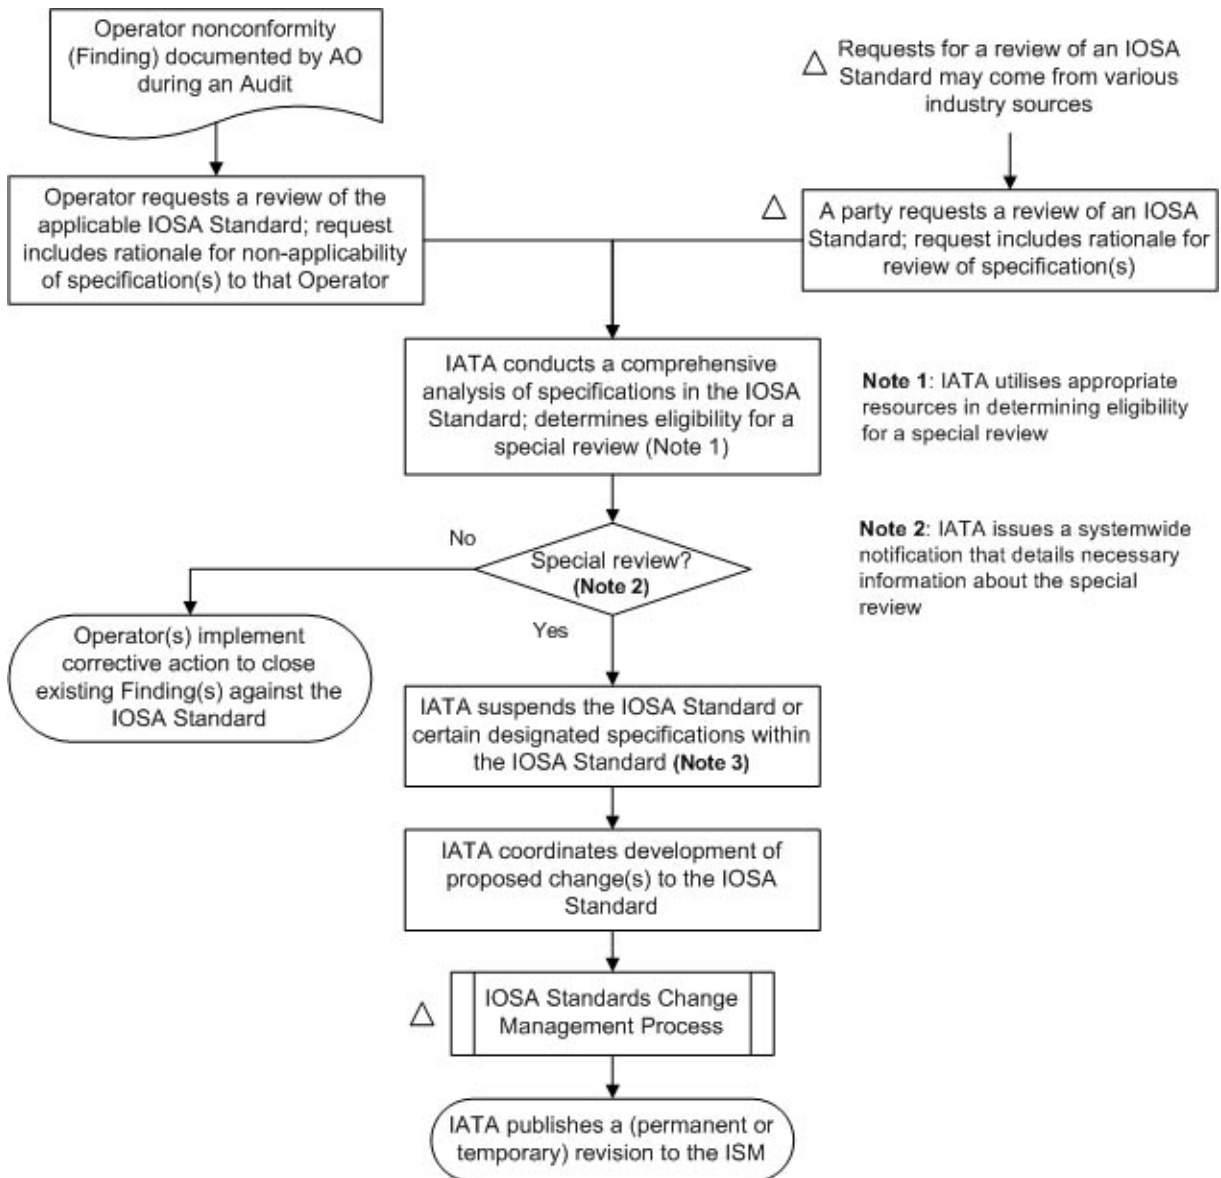 Operator nonconformity
(Finding) documented by AO
during an Audit
Requests for a review of an IOSA
Standard may come from various
industry sources
Operator requests a review of the
applicable IOSA Standard; request
includes rationale for non-applicability
of specification(s) to that Operator
A party requests a review of an IOSA
Standard; request includes rationale for
review of specification(s)
IATA conducts a comprehensive
analysis of specifications in the IOSA
Standard; determines eligibility for a
special review (Note 1)
Note 1: IATA utilises appropriate
resources in determining eligibility
for a special review
No
Special review?
(Note 2)
Note 2: IATA issues a systemwide
notification that details necessary
information about the special
review
Yes
Operator(s) implement
corrective action to close
existing Finding(s) against the
IOSA Standard
IATA suspends the IOSA Standard or
certain designated specifications within
the IOSA Standard (Note 3)
IATA coordinates development of
proposed change(s) to the IOSA
Standard
IOSA Standards Change
Management Process
IATA publishes a (permanent or
temporary) revision to the ISM